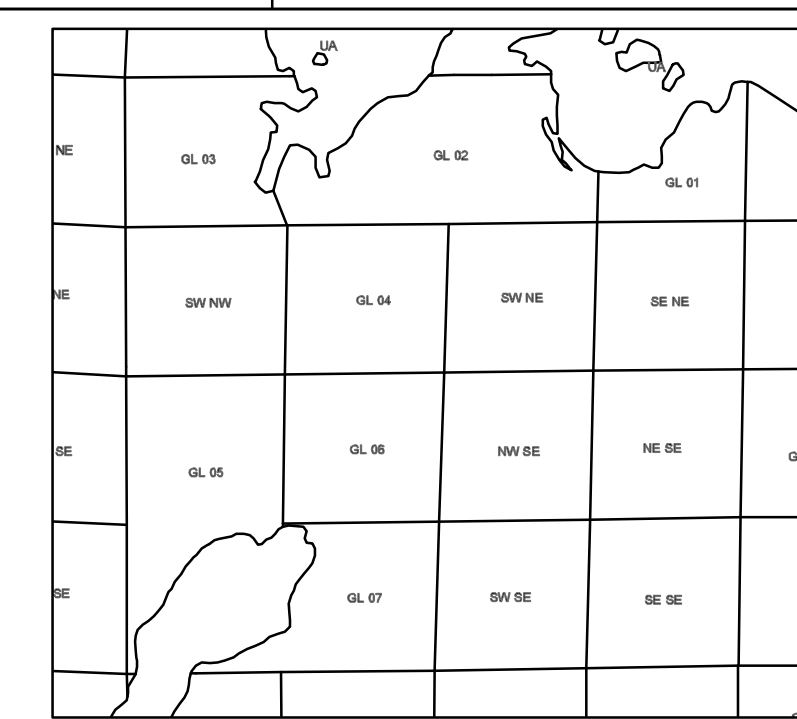 UA
UA
NE
GL 03
GL 02
GL 01
NE
SW NW
GL 04
SW NE
SE NE
SE
GL 05
GL 06
NW SE
NE SE
G
SE
GL 07
SW SE
SE SE